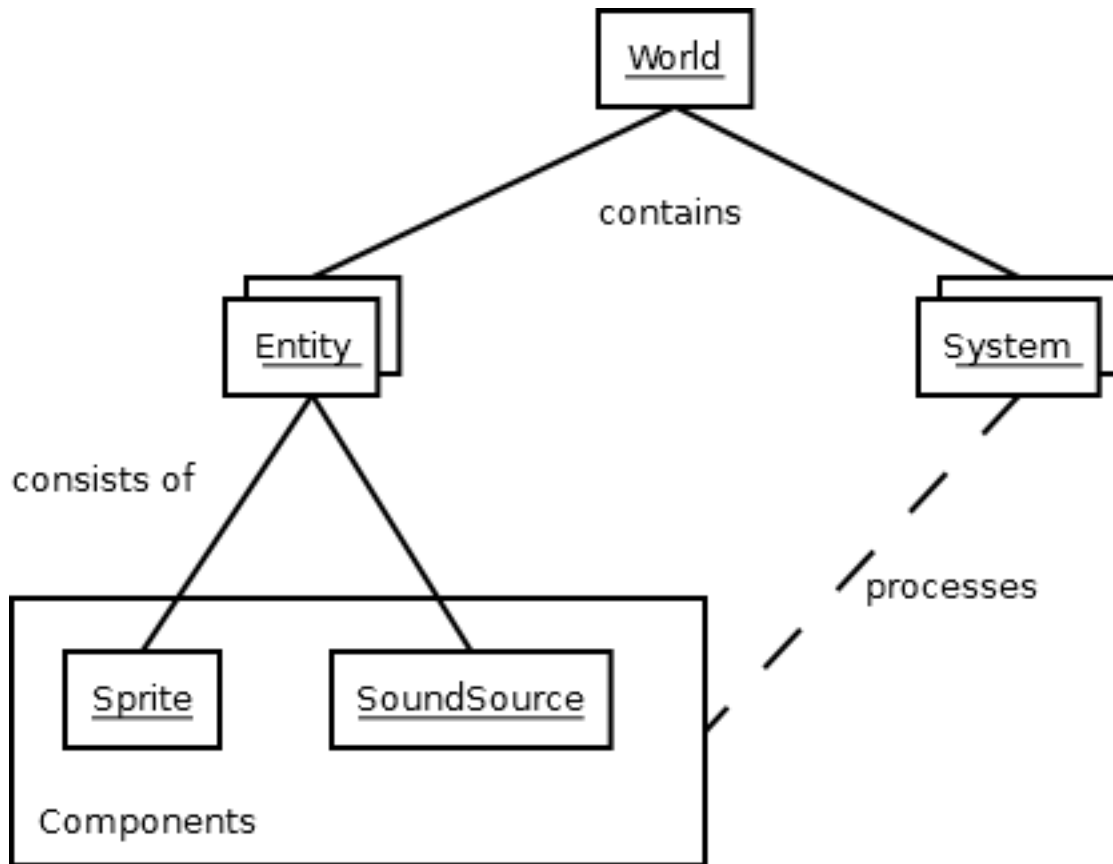 World
contains
Entity
System
consists of
processes
Sprite
SoundSource
Components